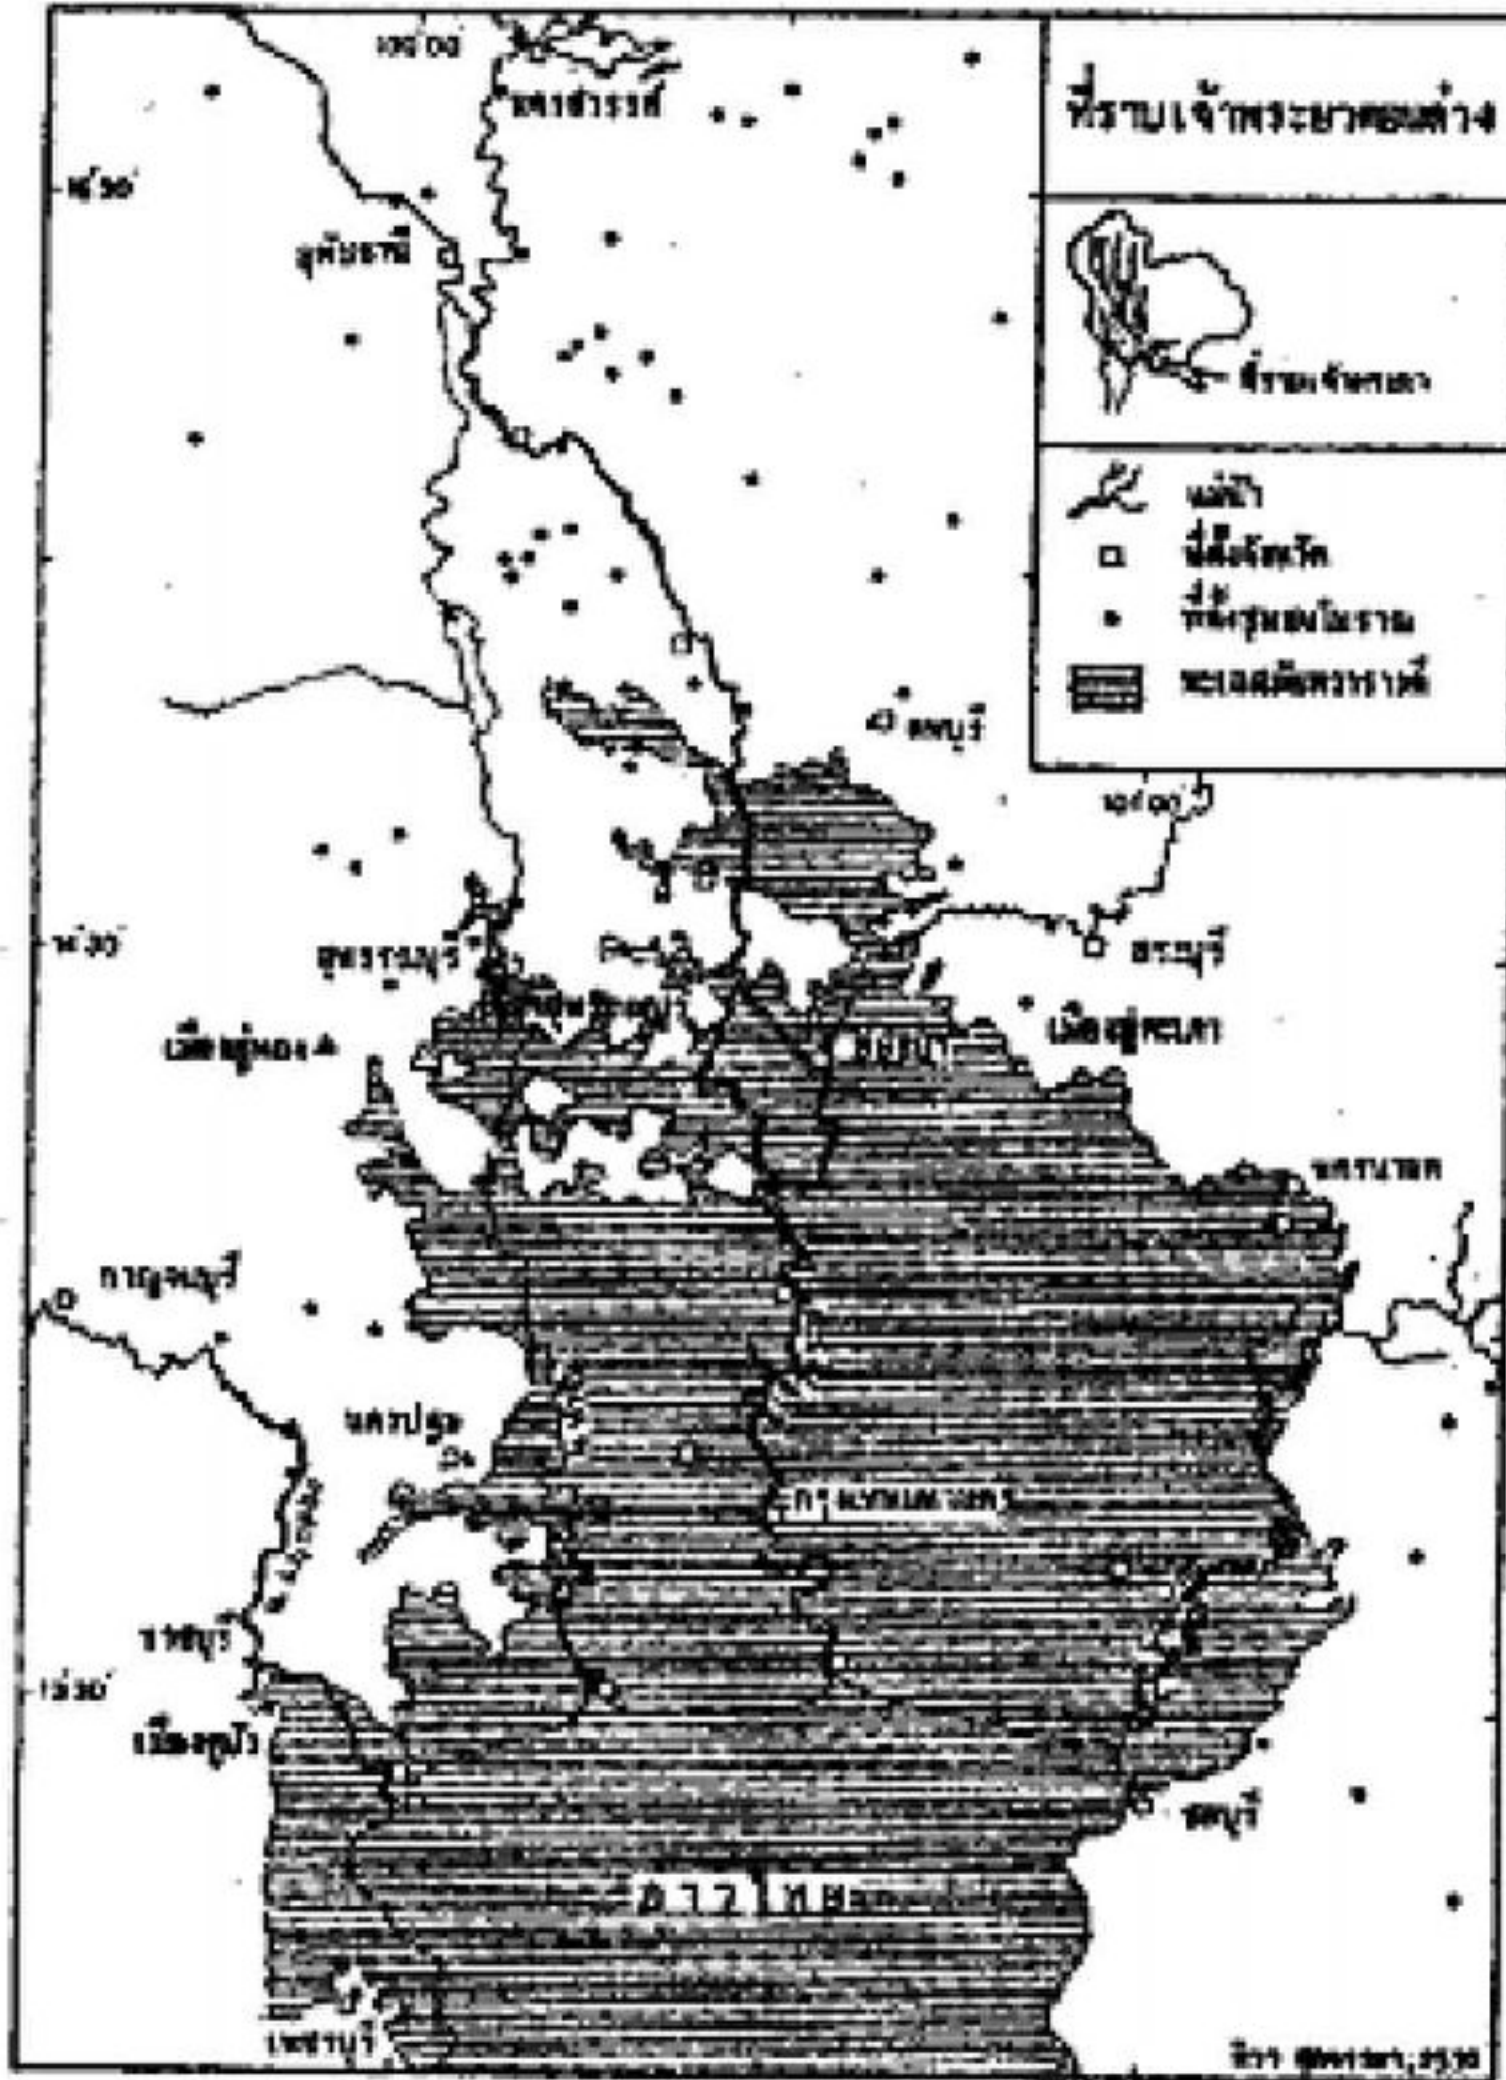 ที่ราบเจ้าพระยาตอนล่าง
นครสวรรค์
อุทัยธานี
ที่ราบเจ้าพระยา
แม่น้ำ
ที่ตั้งจังหวัด
ที่ตั้งชุมชนโบราณ
ทะเลสมัยทวารวดี
ลพบุรี
สุพรรณบุรี
สระบุรี
เมืองอู่ทอง
อยุธยา
เมืองอู่ตะเภา
นครนายก
กาญจนบุรี
นครปฐม
กรุงเทพมหานคร
ราชบุรี
13°30'
เมืองคูบัว
ชลบุรี
อ่าวไทย
เพชรบุรี